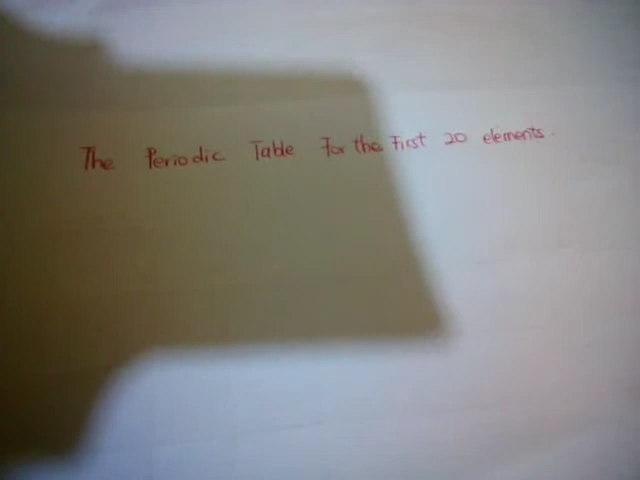 The Periodic Table For the First 20 elements.